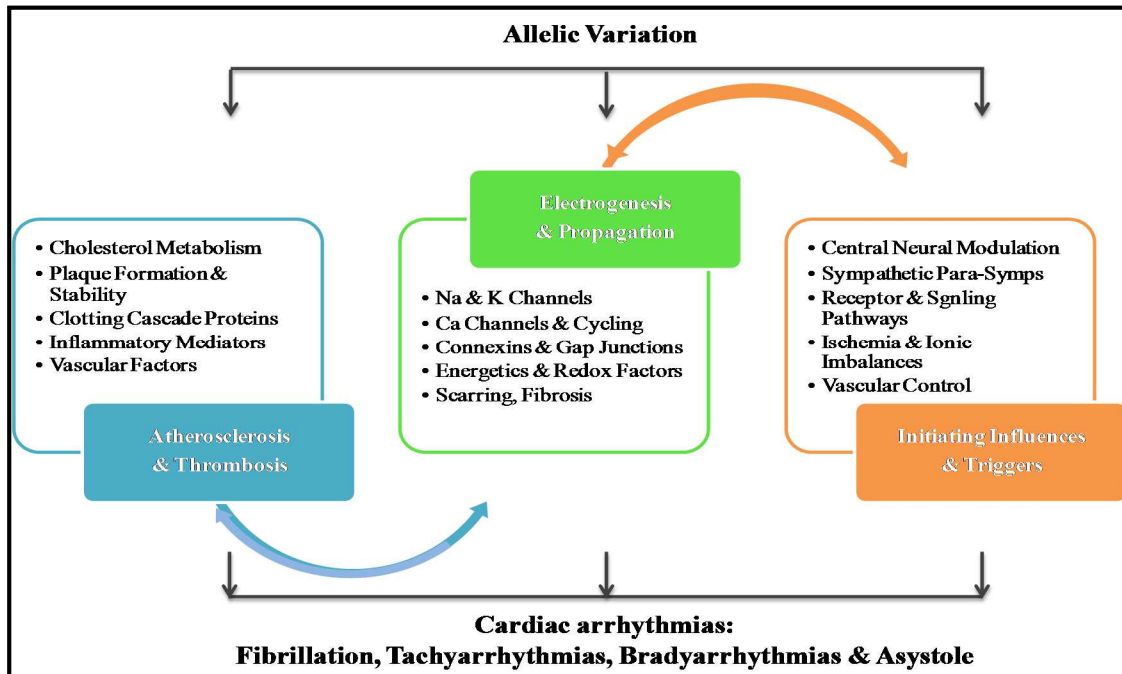 Allelic Variation
• Cholesterol Metabolism
• Plaque Formation &
Stability
• Clotting Cascade Proteins
• Inflammatory Mediators
• Vascular Factors
Atherosclerosis
& Thrombosis
Electrogenesis
& Propagation
• Na & K Channels
• Ca Channels & Cycling
• Connexins & Gap Junctions
• Energetics & Redox Factors
• Scarring, Fibrosis
• Central Neural Modulation
• Sympathetic Para-Symps
• Receptor & Sgnling
Pathways
• Ischemia & Ionic
Imbalances
• Vascular Control
Initiating Influences
& Triggers
Cardiac arrhythmias:
Fibrillation, Tachyarrhythmias, Bradyarrhythmias & Asystole